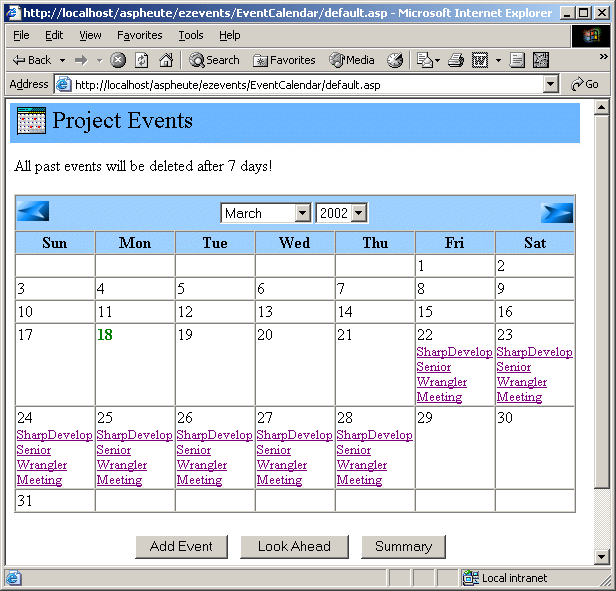 http://localhost/aspheute/ezevents/EventCalendar/default.asp - Microsoft Internet Explorer
File Edit View Favorites Tools Help
Back Search Favorites Media »
Address http://localhost/aspheute/ezevents/EventCalendar/default.asp Go
Project Events
All past events will be deleted after 7 days!
March 2002
Sun Mon Tue Wed Thu Fri Sat
1 2
3 4 5 6 7 8 9
10 11 12 13 14 15 16
17 18 19 20 21 22 23
SharpDevelop SharpDevelop
Senior Senior
Wrangler Wrangler
Meeting Meeting
24 25 26 27 28 29 30
SharpDevelop SharpDevelop SharpDevelop SharpDevelop SharpDevelop
Senior Senior Senior Senior Senior
Wrangler Wrangler Wrangler Wrangler Wrangler
Meeting Meeting Meeting Meeting Meeting
31
Add Event Look Ahead Summary
Local intranet